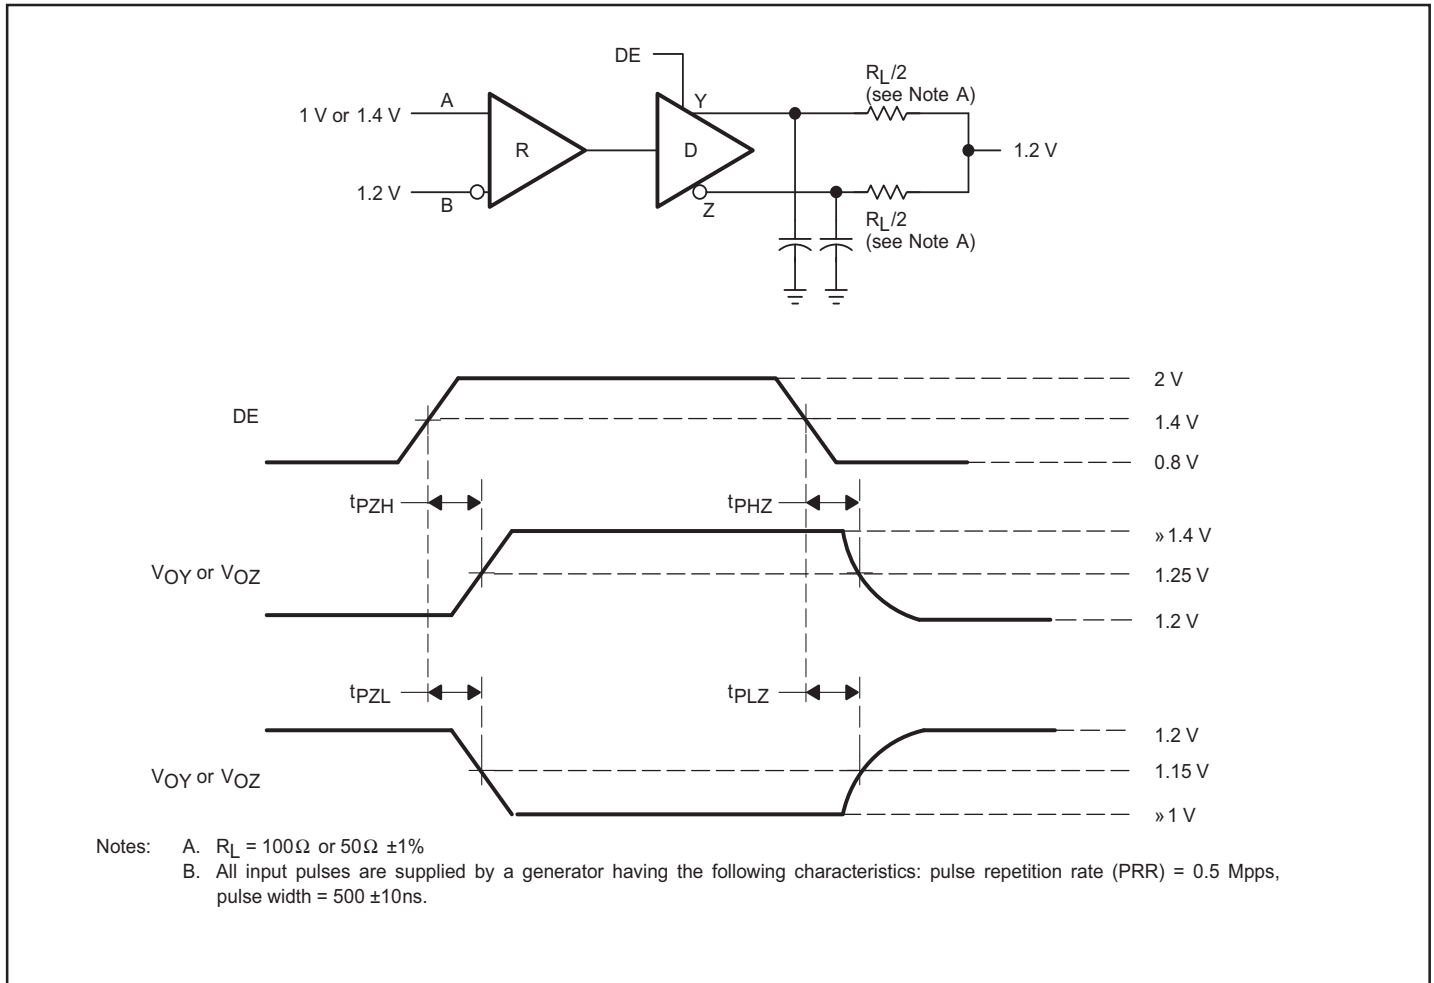 DE
R_L/2
(see Note A)
A
Y
1 V or 1.4 V
R
D
1.2 V
1.2 V
B
Z
R_L/2
(see Note A)
2 V
DE
1.4 V
0.8 V
tPZH
tPHZ
»1.4 V
VOY or VOZ
1.25 V
1.2 V
tPZL
tPLZ
1.2 V
VOY or VOZ
1.15 V
»1 V
Notes: A. RL = 100Ω or 50Ω ±1%
B. All input pulses are supplied by a generator having the following characteristics: pulse repetition rate (PRR) = 0.5 Mpps,
pulse width = 500 ±10ns.